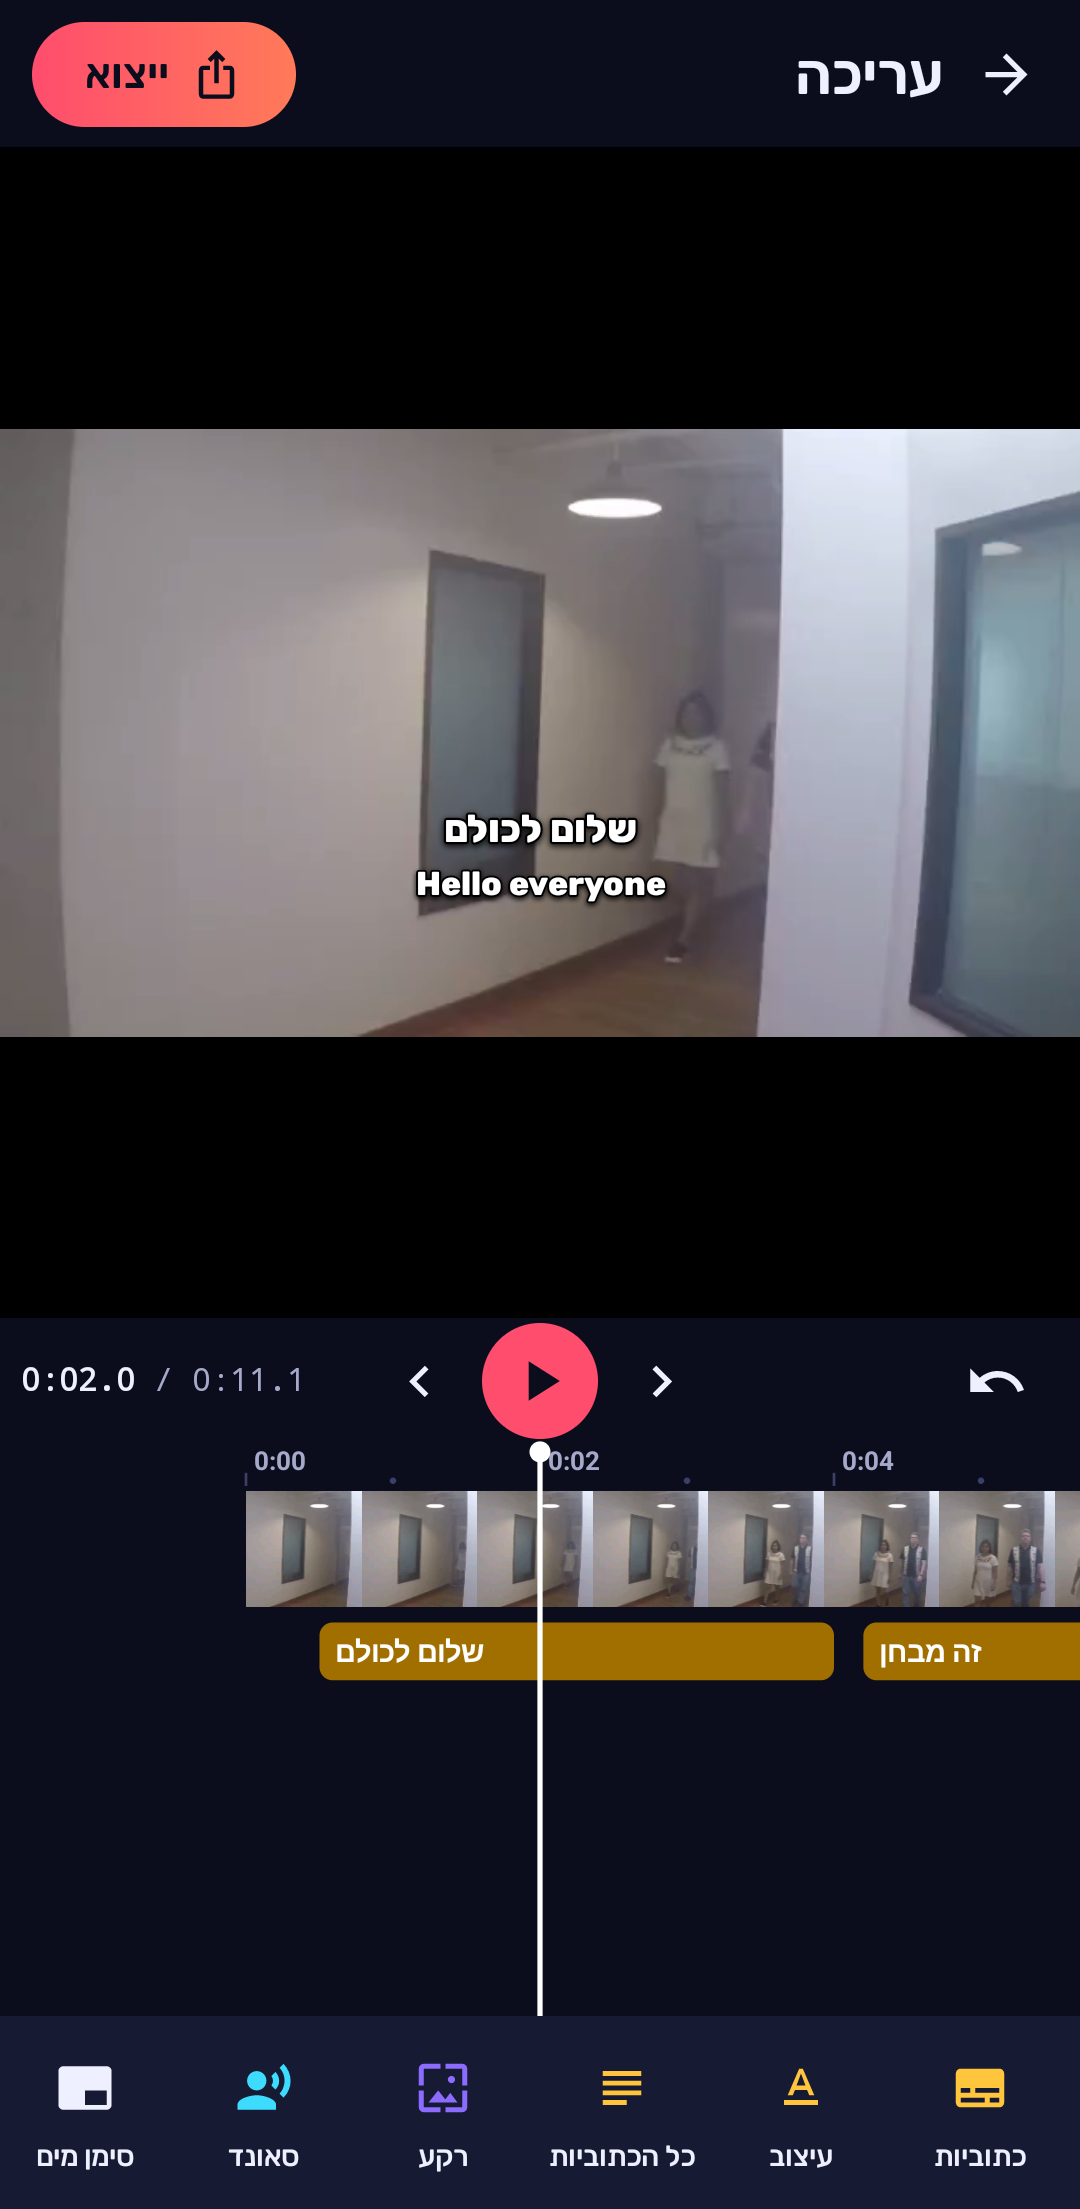 עריכה
ייצוא
שלום לכולם
Hello everyone
0:02.0 / 0:11.1
0:00 0:02 0:04
שלום לכולם
זה מבחן
כתוביות
עיצוב
כל הכתוביות
רקע
סאונד
סימן מים